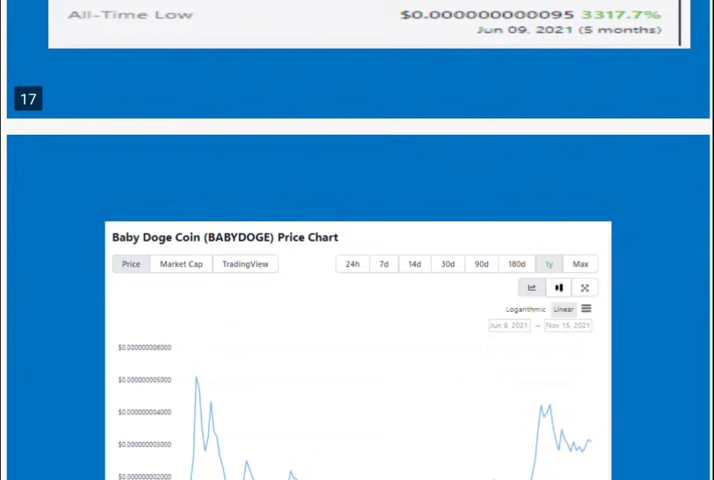 All-Time Low $0.000000000095 3317.7%
Jun 09, 2021 (5 months)
17
Baby Doge Coin (BABYDOGE) Price Chart
Price Market Cap TradingView 24h 7d 14d 30d 90d 180d 1y Max
Logarithmic Linear
Jun 9, 2021 — Nov 15, 2021
$0.000000006000
$0.000000005000
$0.000000004000
$0.000000003000
$0.000000002000